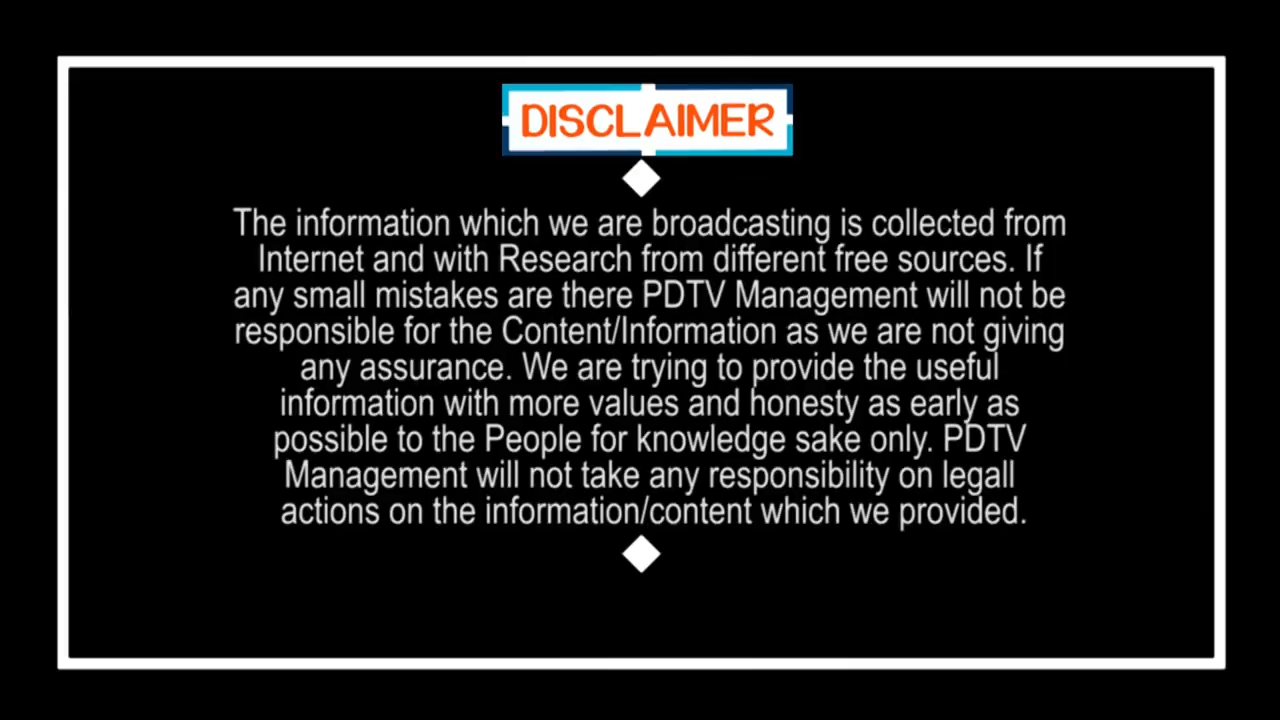 DISCLAIMER
The information which we are broadcasting is collected from
Internet and with Research from different free sources. If
any small mistakes are there PDTV Management will not be
responsible for the Content/Information as we are not giving
any assurance. We are trying to provide the useful
information with more values and honesty as early as
possible to the People for knowledge sake only. PDTV
Management will not take any responsibility on legall
actions on the information/content which we provided.